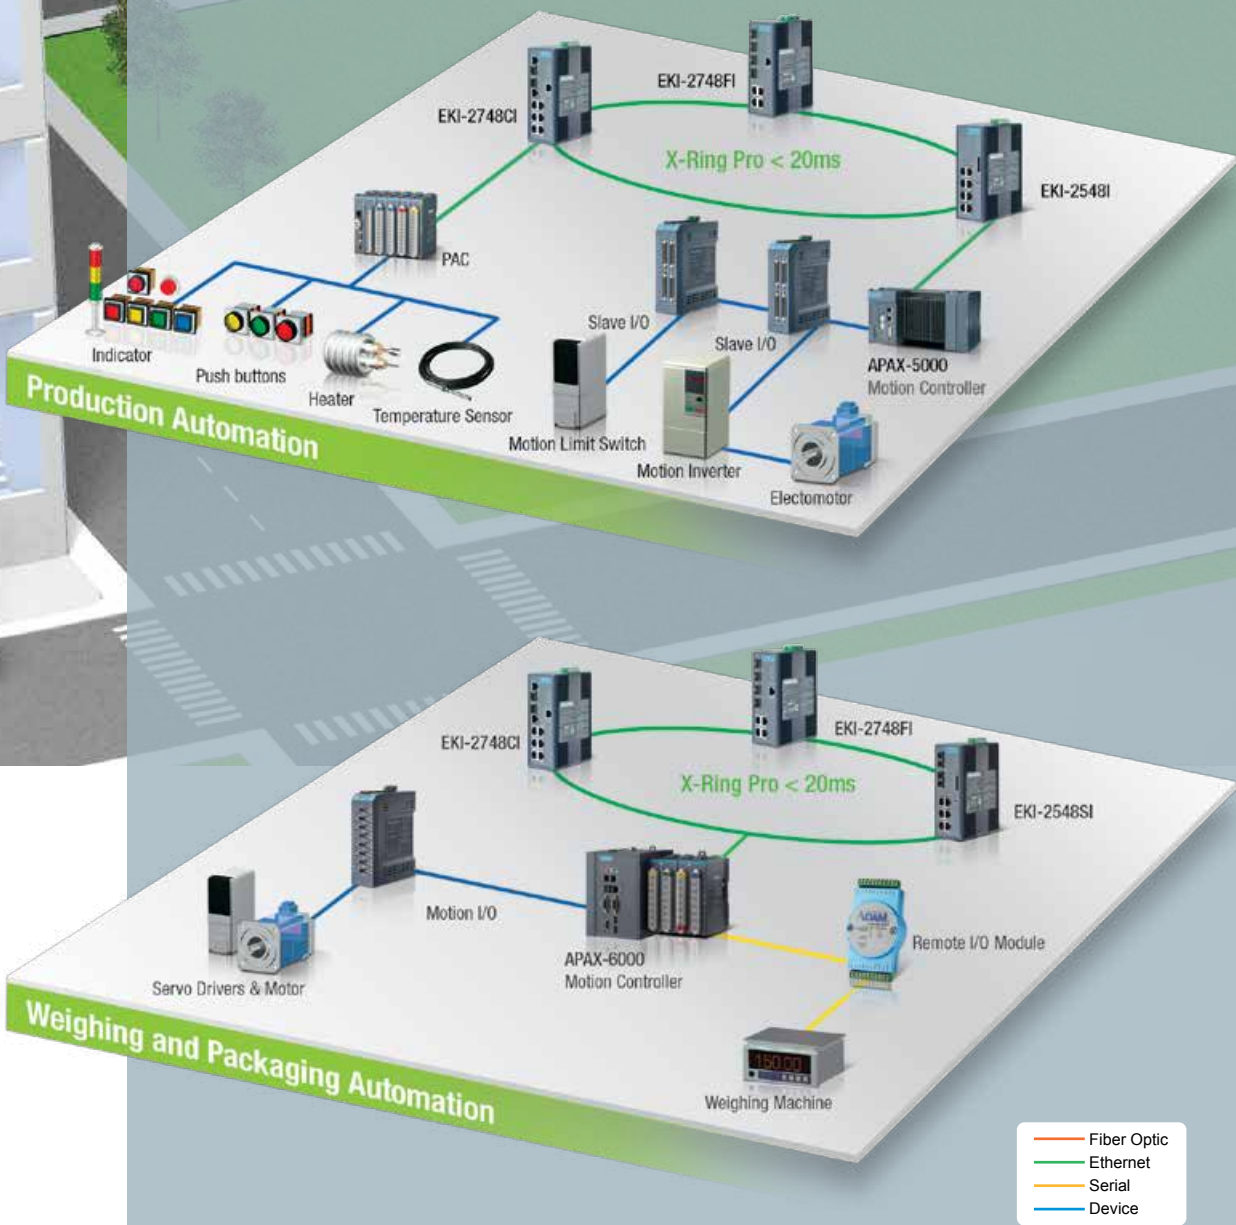 EKI-2748FI
EKI-2748CI
X-Ring Pro < 20ms
EKI-2548I
PAC
Slave I/O
Slave I/O
Indicator
Push buttons
Heater
Temperature Sensor
Motion Limit Switch
Motion Inverter
Electomotor
APAX-5000
Motion Controller
Production Automation
EKI-2748CI
EKI-2748FI
X-Ring Pro < 20ms
EKI-2548SI
Motion I/O
Servo Drivers & Motor
APAX-6000
Motion Controller
ADAM
Remote I/O Module
150.00
Weighing Machine
Weighing and Packaging Automation
Fiber Optic
Ethernet
Serial
Device